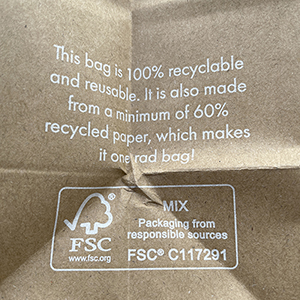 This bag is 100% recyclable
and reusable. It is also made
from a minimum of 60%
recycled paper, which makes
it one rad bag!
FSC
www.fsc.org
MIX
Packaging from
responsible sources
FSC® C117291